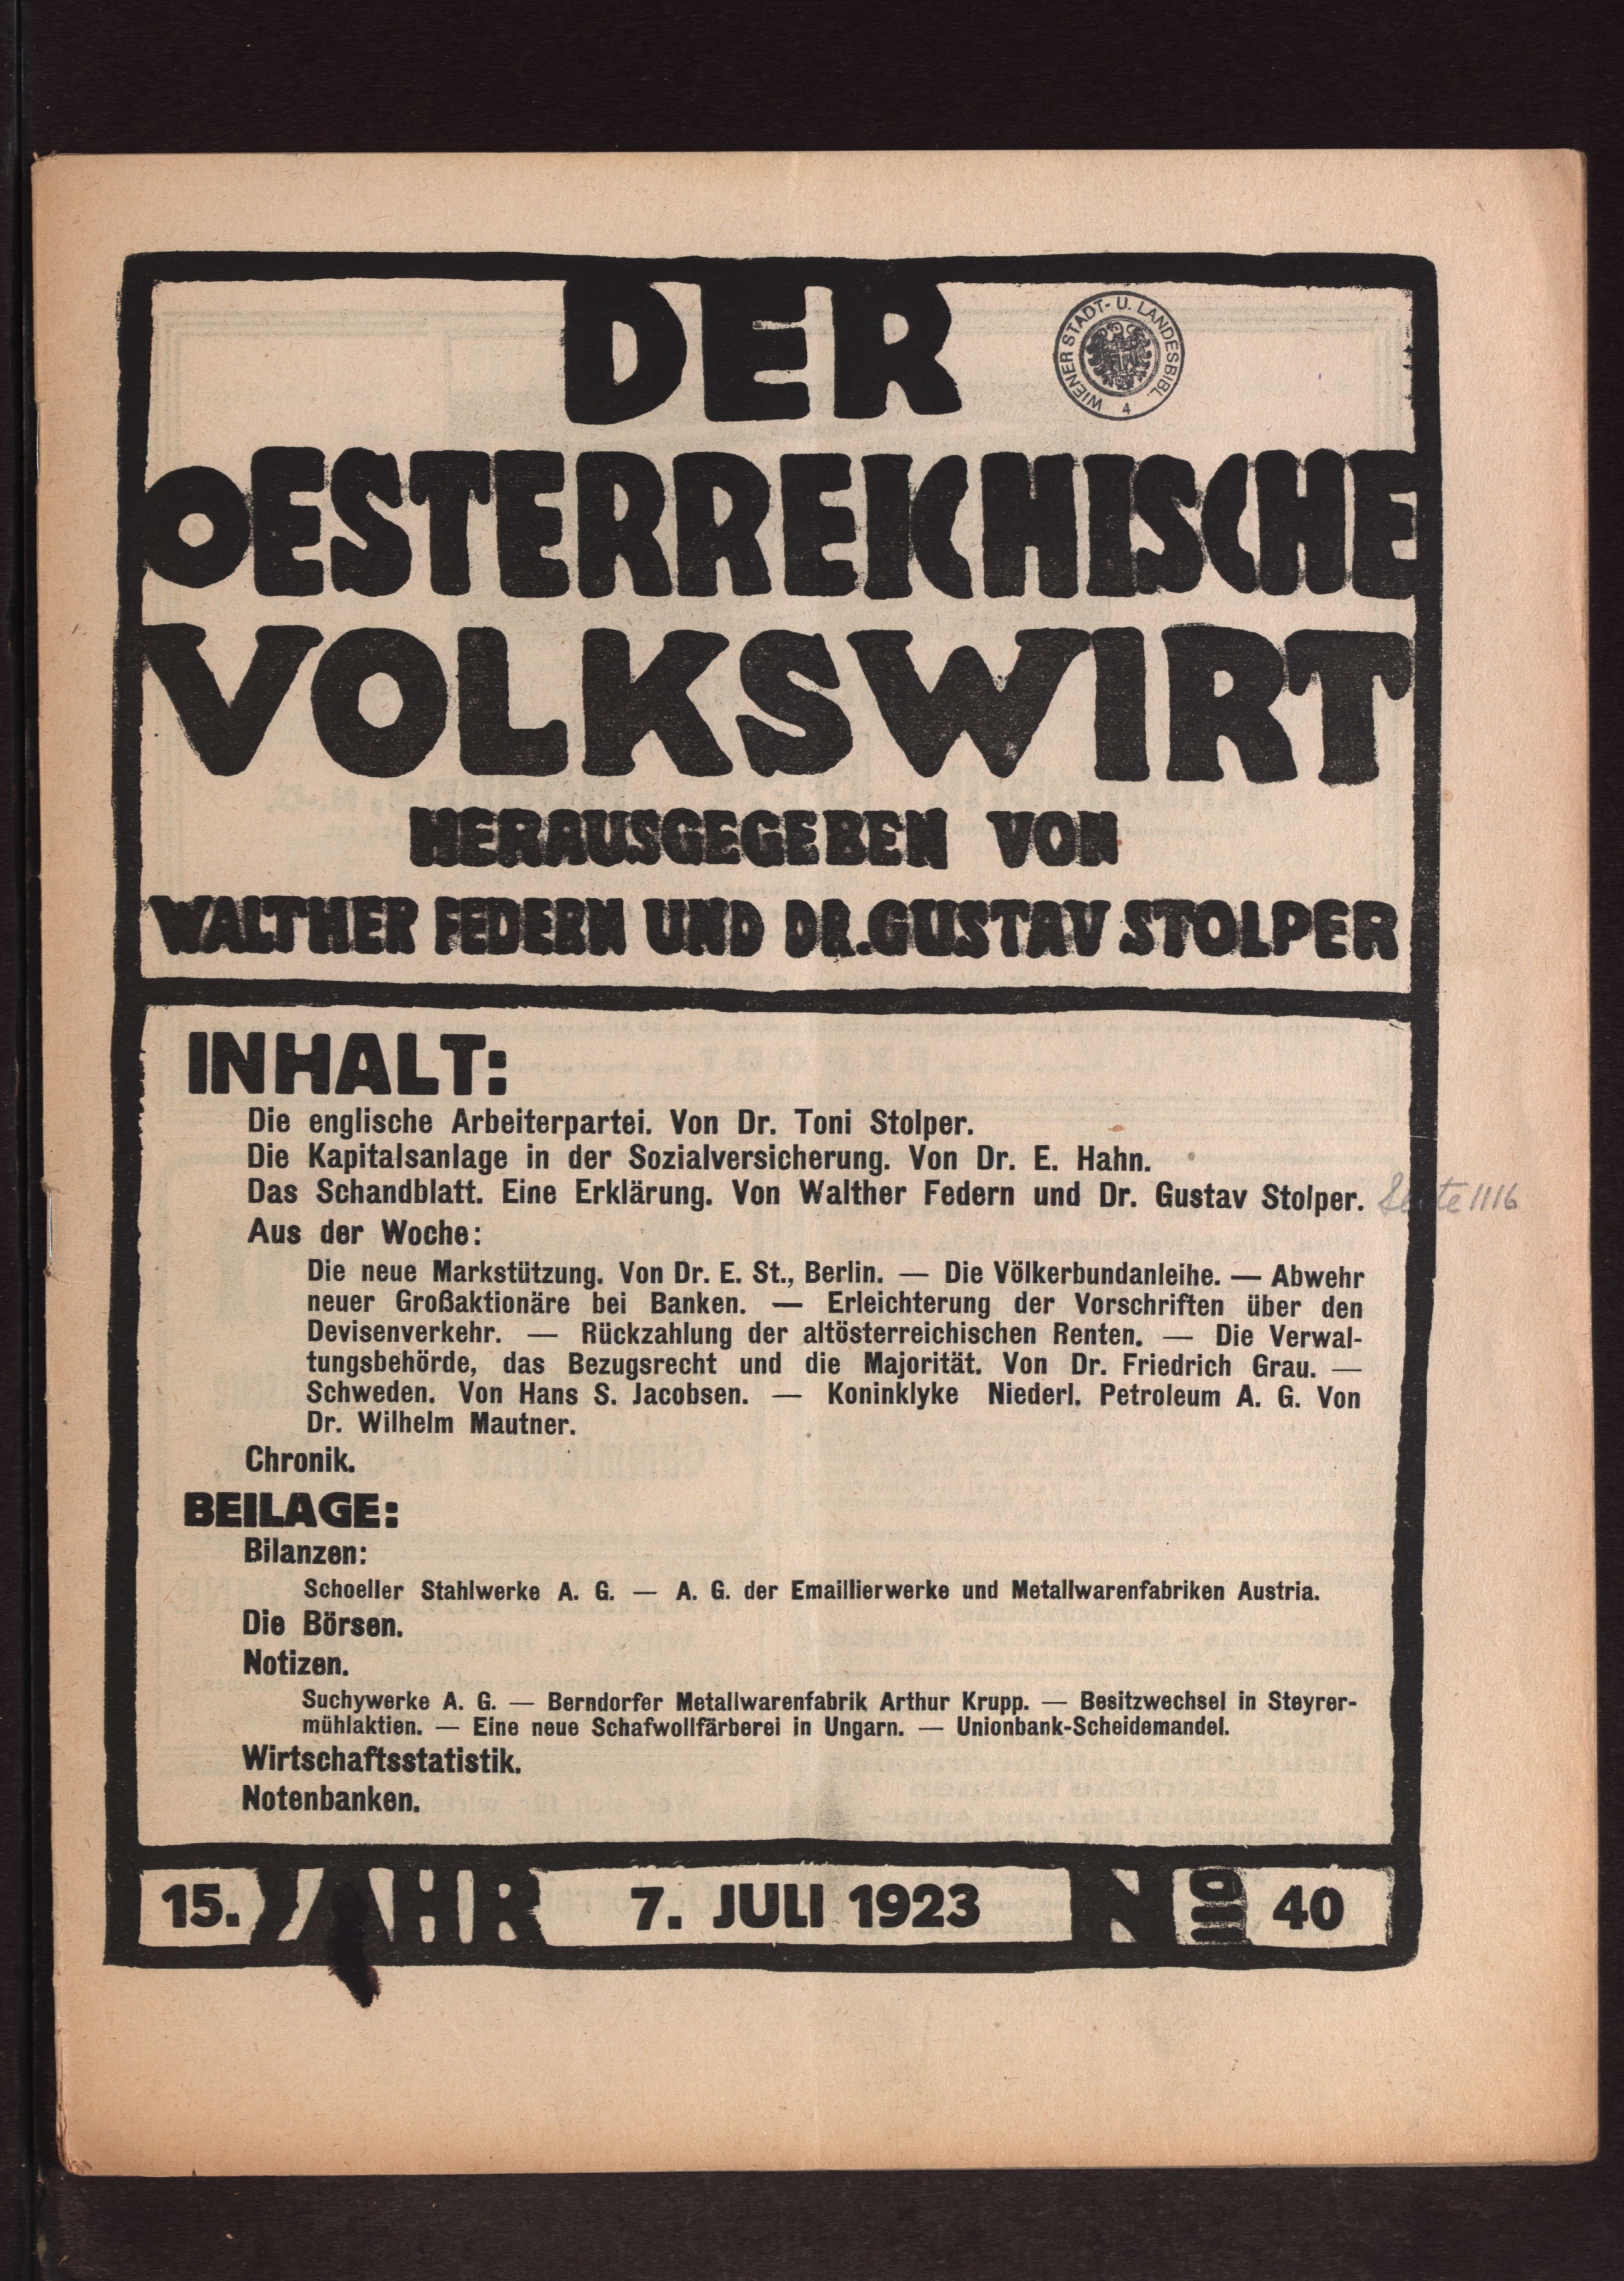 DER
WIENER STADT- U. LANDESBIBL.
4
OESTERREICHISCHE
VOLKSWIRT
HERAUSGEGEBEN VON
WALTHER FEDERN UND DR. GUSTAV STOLPER
INHALT:
Die englische Arbeiterpartei. Von Dr. Toni Stolper.
Die Kapitalsanlage in der Sozialversicherung. Von Dr. E. Hahn.
Das Schandblatt. Eine Erklärung. Von Walther Federn und Dr. Gustav Stolper. Seite 1116
Aus der Woche:
Die neue Markstützung. Von Dr. E. St., Berlin. — Die Völkerbundanleihe. — Abwehr
neuer Großaktionäre bei Banken. — Erleichterung der Vorschriften über den
Devisenverkehr. — Rückzahlung der altösterreichischen Renten. — Die Verwal-
tungsbehörde, das Bezugsrecht und die Majorität. Von Dr. Friedrich Grau. —
Schweden. Von Hans S. Jacobsen. — Koninklyke Niederl. Petroleum A. G. Von
Dr. Wilhelm Mautner.
Chronik.
BEILAGE:
Bilanzen:
Schoeller Stahlwerke A. G. — A. G. der Emaillierwerke und Metallwarenfabriken Austria.
Die Börsen.
Notizen.
Suchywerke A. G. — Berndorfer Metallwarenfabrik Arthur Krupp. — Besitzwechsel in Steyrer-
mühlaktien. — Eine neue Schafwollfärberei in Ungarn. — Unionbank-Scheidemandel.
Wirtschaftsstatistik.
Notenbanken.
15. JAHR 7. JULI 1923 No 40